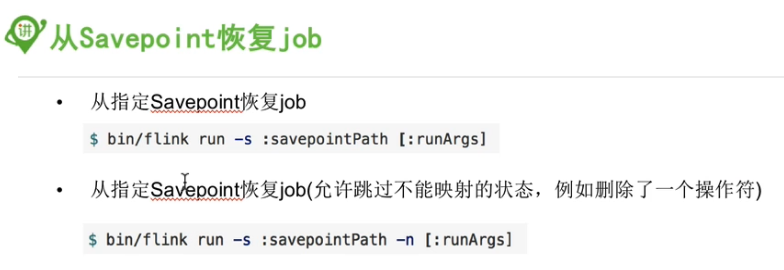 讲
从Savepoint恢复job
• 从指定Savepoint恢复job
$ bin/flink run -s :savepointPath [:runArgs]
• 从指定Savepoint恢复job(允许跳过不能映射的状态，例如删除了一个操作符)
$ bin/flink run -s :savepointPath -n [:runArgs]